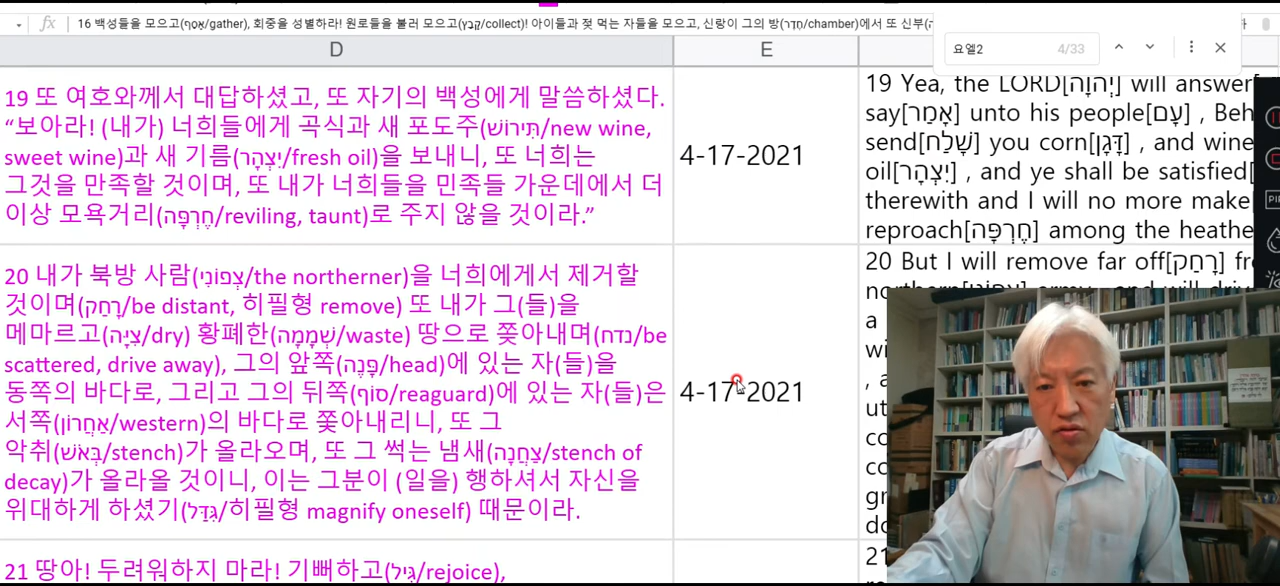 fx 16 백성들을 모으고(אָסַף/gather), 회중을 성별하라! 원로들을 불러 모으고(קָבַץ/collect)! 아이들과 젖 먹는 자들을 모으고, 신랑이 그의 방(חֶדֶר/chamber)에서 또 신부(
요엘2 4/33
D E
19 또 여호와께서 대답하셨고, 또 자기의 백성에게 말씀하셨다.
“보아라! (내가) 너희들에게 곡식과 새 포도주(תִּירוֹשׁ/new wine,
sweet wine)과 새 기름(יִצְהָר/fresh oil)을 보내니, 또 너희는
그것을 만족할 것이며, 또 내가 너희들을 민족들 가운데에서 더
이상 모욕거리(חֶרְפָּה/reviling, taunt)로 주지 않을 것이라.”
4-17-2021
19 Yea, the LORD[יְהוָה] will answer[
say[אָמַר] unto his people[עָם] , Beh
send[שָׁלַח] you corn[דָּגָן] , and wine
oil[יִצְהָר] , and ye shall be satisfied[
therewith and I will no more make[
reproach[חֶרְפָּה] among the heathe
20 내가 북방 사람(צְפוֹנִי/the northerner)을 너희에게서 제거할
것이며(רָחַק/be distant, 히필형 remove) 또 내가 그(들)을
메마르고(צִיָּה/dry) 황폐한(שְׁמָמָה/waste) 땅으로 쫓아내며(נדח/be
scattered, drive away), 그의 앞쪽(פָּנֶה/head)에 있는 자(들)을
동쪽의 바다로, 그리고 그의 뒤쪽(סוֹף/reaguard)에 있는 자(들)은
서쪽(אַחֲרוֹן/western)의 바다로 쫓아내리니, 또 그
악취(בְּאֹשׁ/stench)가 올라오며, 또 그 썩는 냄새(צַחֲנָה/stench of
decay)가 올라올 것이니, 이는 그분이 (일을) 행하셔서 자신을
위대하게 하셨기(גִּדַּל/히필형 magnify oneself) 때문이라.
4-17-2021
20 But I will remove far off[רָחַק] fr
a
wi
, a
ut
co
co
gr
do
21 땅아! 두려워하지 마라! 기뻐하고(גִּיל/rejoice),
21